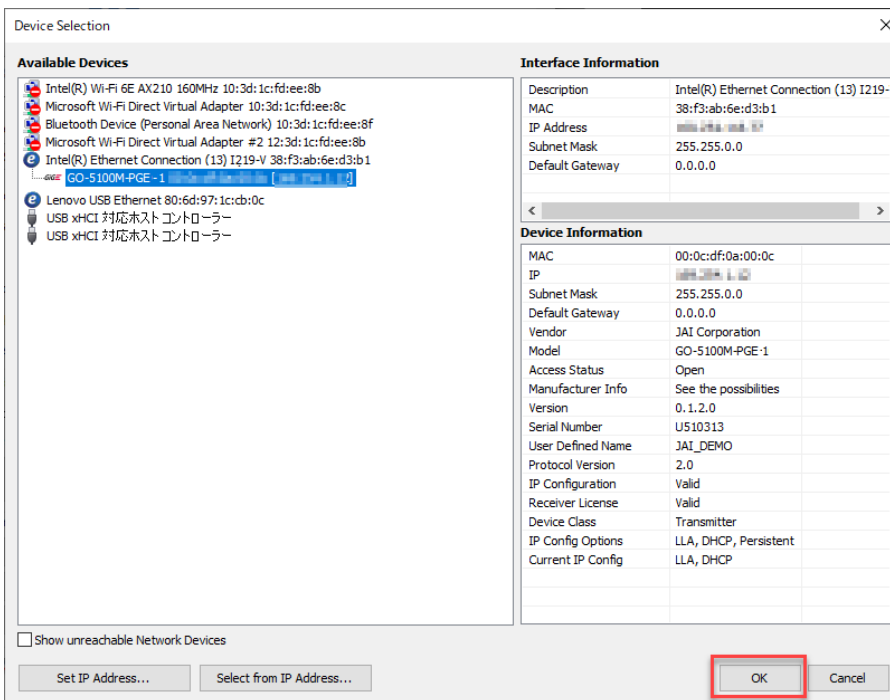 Device Selection
Available Devices
Intel(R) Wi-Fi 6E AX210 160MHz 10:3d:1c:fd:ee:8b
Microsoft Wi-Fi Direct Virtual Adapter 10:3d:1c:fd:ee:8c
Bluetooth Device (Personal Area Network) 10:3d:1c:fd:ee:8f
Microsoft Wi-Fi Direct Virtual Adapter #2 12:3d:1c:fd:ee:8b
Intel(R) Ethernet Connection (13) I219-V 38:f3:ab:6e:d3:b1
GigE GO-5100M-PGE-1
Lenovo USB Ethernet 80:6d:97:1c:cb:0c
USB xHCI 対応ホスト コントローラー
USB xHCI 対応ホスト コントローラー
Show unreachable Network Devices
Set IP Address... Select from IP Address...
Interface Information
Description Intel(R) Ethernet Connection (13) I219-
MAC 38:f3:ab:6e:d3:b1
IP Address
Subnet Mask 255.255.0.0
Default Gateway 0.0.0.0
Device Information
MAC 00:0c:df:0a:00:0c
IP
Subnet Mask 255.255.0.0
Default Gateway 0.0.0.0
Vendor JAI Corporation
Model GO-5100M-PGE-1
Access Status Open
Manufacturer Info See the possibilities
Version 0.1.2.0
Serial Number U510313
User Defined Name JAI_DEMO
Protocol Version 2.0
IP Configuration Valid
Receiver License Valid
Device Class Transmitter
IP Config Options LLA, DHCP, Persistent
Current IP Config LLA, DHCP
OK Cancel